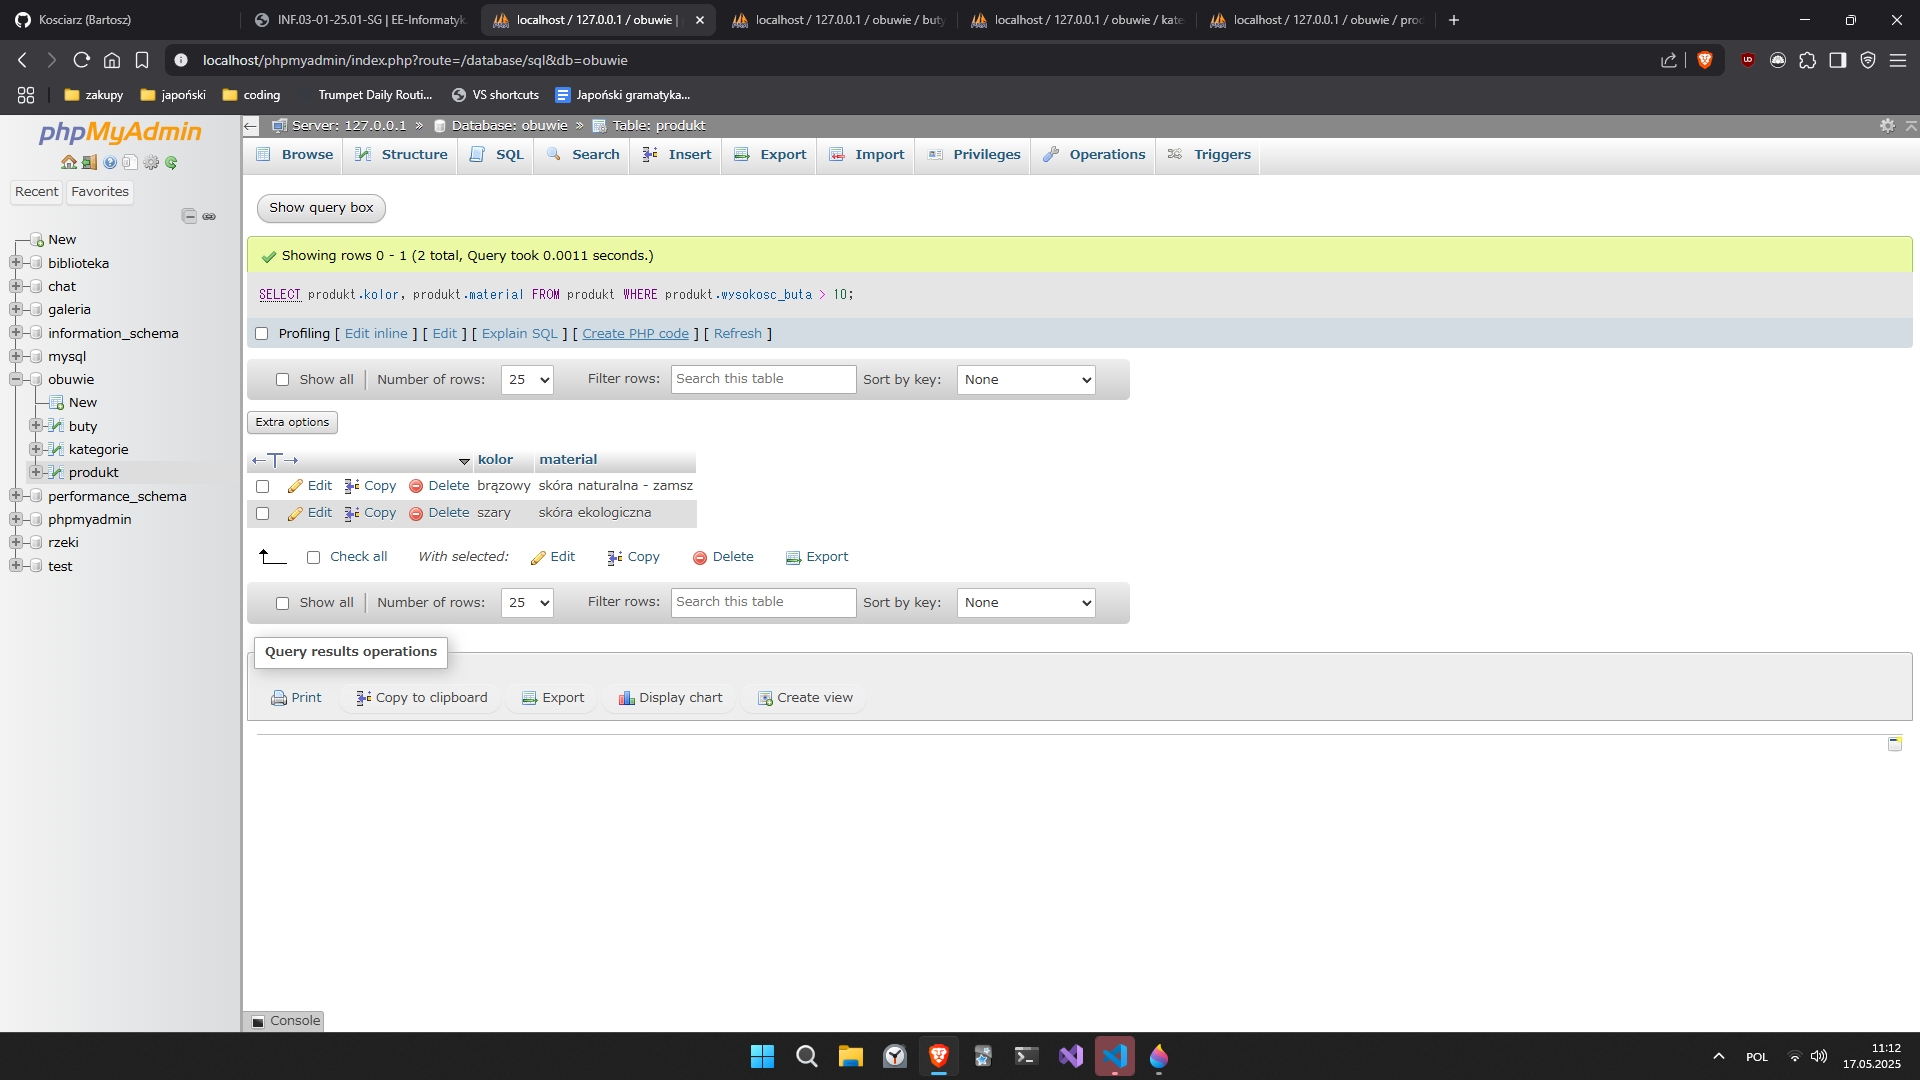 Kosciarz (Bartosz)
INF.03-01-25.01-SG | EE-Informatyk
localhost / 127.0.0.1 / obuwie |
localhost / 127.0.0.1 / obuwie / buty
localhost / 127.0.0.1 / obuwie / kate
localhost / 127.0.0.1 / obuwie / prod
localhost/phpmyadmin/index.php?route=/database/sql&db=obuwie
zakupy
japoński
coding
Trumpet Daily Routi...
VS shortcuts
Japoński gramatyka...
phpMyAdmin
Recent
Favorites
New
biblioteka
chat
galeria
information_schema
mysql
obuwie
New
buty
kategorie
produkt
performance_schema
phpmyadmin
rzeki
test
Server: 127.0.0.1 » Database: obuwie » Table: produkt
Browse
Structure
SQL
Search
Insert
Export
Import
Privileges
Operations
Triggers
Show query box
Showing rows 0 - 1 (2 total, Query took 0.0011 seconds.)
SELECT produkt.kolor, produkt.material FROM produkt WHERE produkt.wysokosc_buta > 10;
Profiling [ Edit inline ] [ Edit ] [ Explain SQL ] [ Create PHP code ] [ Refresh ]
Show all | Number of rows: 25 Filter rows: Search this table Sort by key: None
Extra options
←T→ kolor material
Edit Copy Delete brązowy skóra naturalna - zamsz
Edit Copy Delete szary skóra ekologiczna
Check all With selected: Edit Copy Delete Export
Show all | Number of rows: 25 Filter rows: Search this table Sort by key: None
Query results operations
Print Copy to clipboard Export Display chart Create view
Console
POL
11:12
17.05.2025